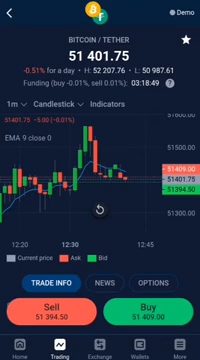 Demo
BITCOIN / TETHER
51 401.75
-0.51% for a day • H: 52 207.76 • L: 50 987.61
Funding (buy -0.01%, sell 0.01%): 03:18:49 ?
1m Candlestick Indicators
51401.75 −5.00 (−0.01%)
51600.00
EMA 9 close 0
51500.00
51409.00
51401.75
51394.50
51300.00
12:20 12:30 12:45
Current price Ask Bid
TRADE INFO NEWS OPTIONS
Sell
51 394.50
Buy
51 409.00
Home Trading Exchange Wallets More